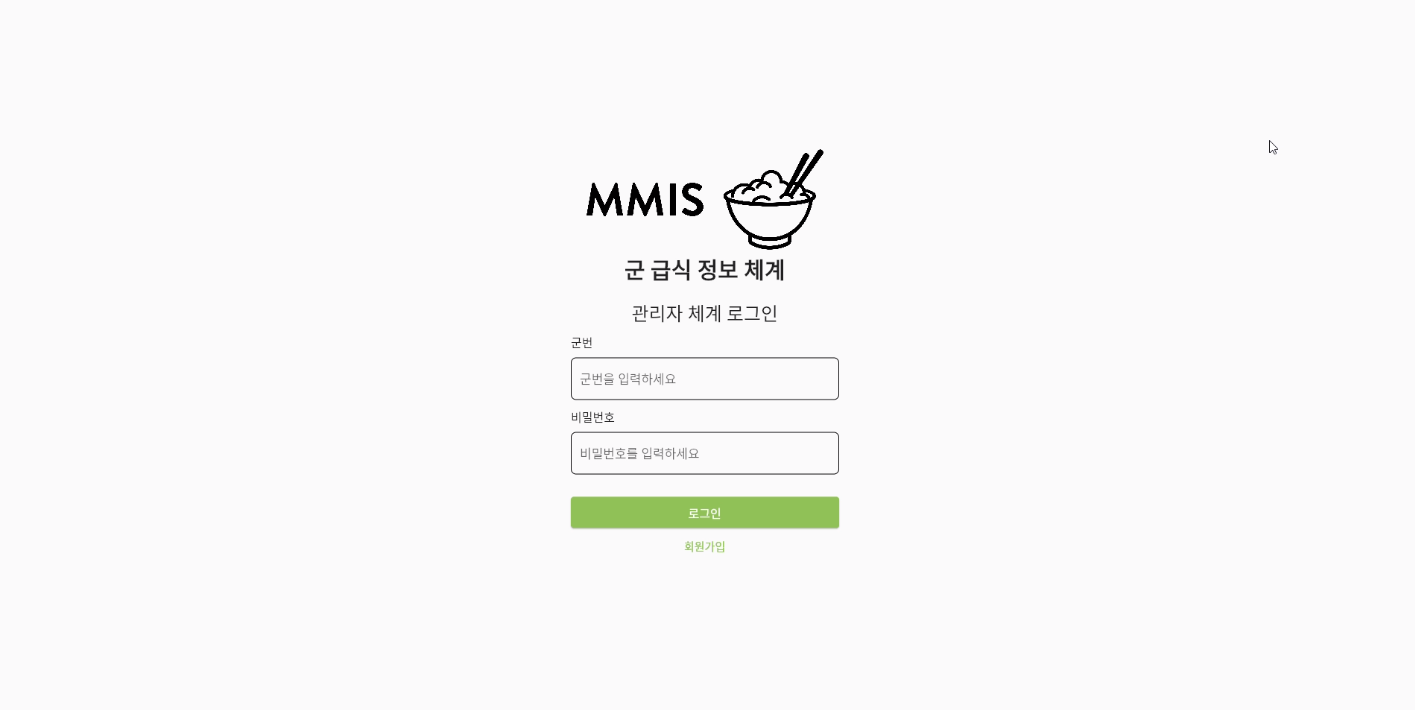 MMIS
군 급식 정보 체계
관리자 체계 로그인
군번
군번을 입력하세요
비밀번호
비밀번호를 입력하세요
로그인
회원가입